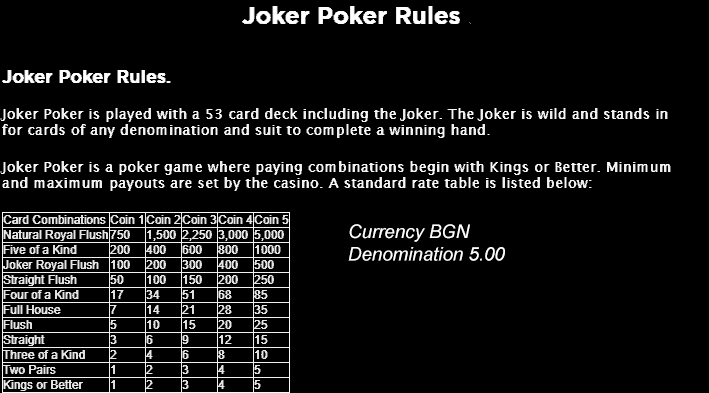 Joker Poker Rules
Joker Poker Rules.
Joker Poker is played with a 53 card deck including the Joker. The Joker is wild and stands in
for cards of any denomination and suit to complete a winning hand.
Joker Poker is a poker game where paying combinations begin with Kings or Better. Minimum
and maximum payouts are set by the casino. A standard rate table is listed below:
Card Combinations Coin 1 Coin 2 Coin 3 Coin 4 Coin 5
Natural Royal Flush 750 1,500 2,250 3,000 5,000
Five of a Kind 200 400 600 800 1000
Joker Royal Flush 100 200 300 400 500
Straight Flush 50 100 150 200 250
Four of a Kind 17 34 51 68 85
Full House 7 14 21 28 35
Flush 5 10 15 20 25
Straight 3 6 9 12 15
Three of a Kind 2 4 6 8 10
Two Pairs 1 2 3 4 5
Kings or Better 1 2 3 4 5
Currency BGN
Denomination 5.00